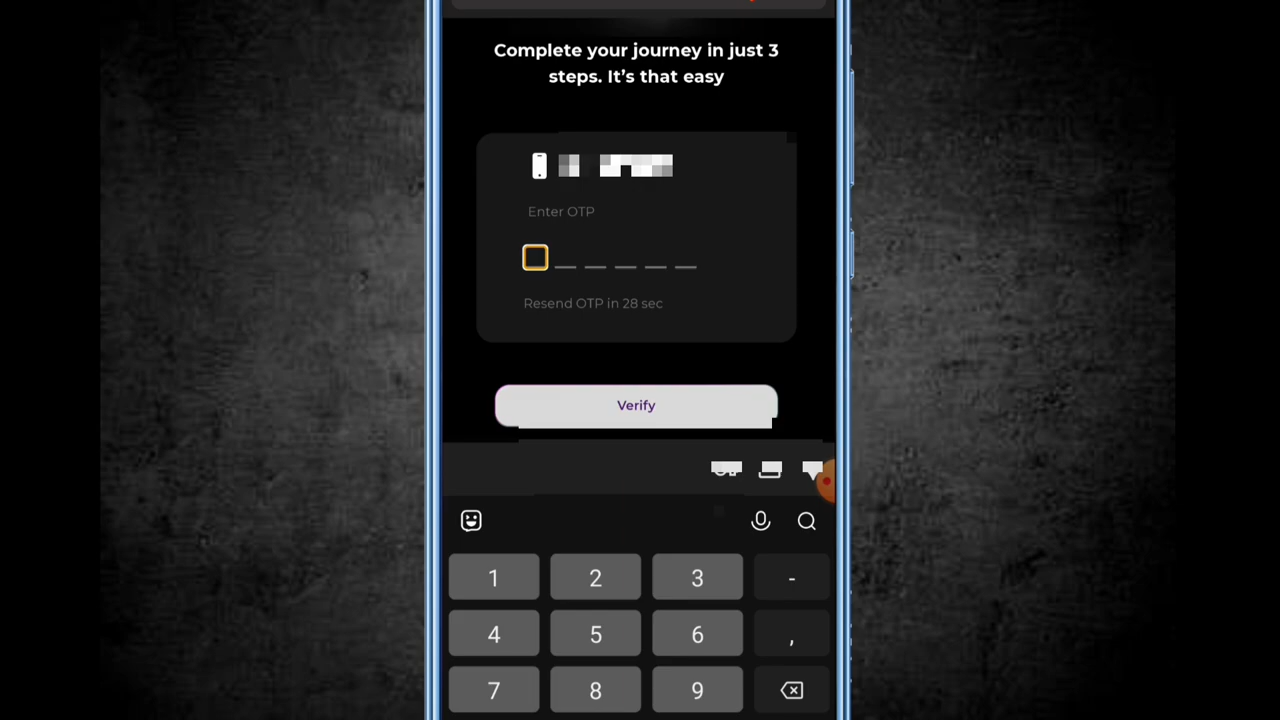 Complete your journey in just 3
steps. It’s that easy
Enter OTP
Resend OTP in 28 sec
Verify
1 2 3 -
4 5 6 ,
7 8 9